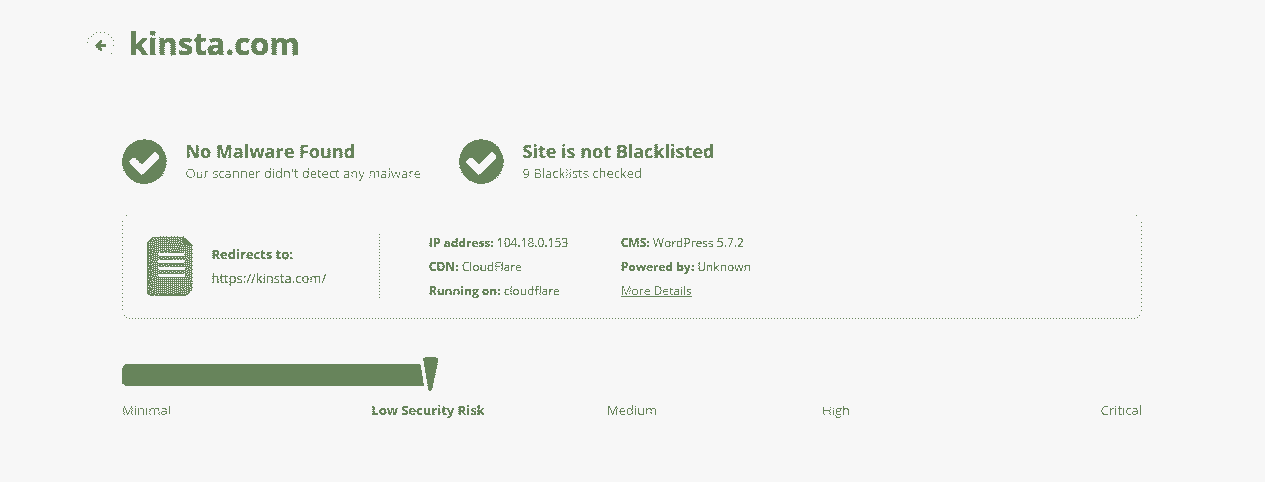 kinsta.com
No Malware Found
Our scanner didn't detect any malware
Site is not Blacklisted
9 Blacklists checked
Redirects to:
https://kinsta.com/
IP address: 104.18.0.153
CDN: CloudFlare
Running on: cloudflare
CMS: WordPress 5.7.2
Powered by: Unknown
More Details
Minimal
Low Security Risk
Medium
High
Critical